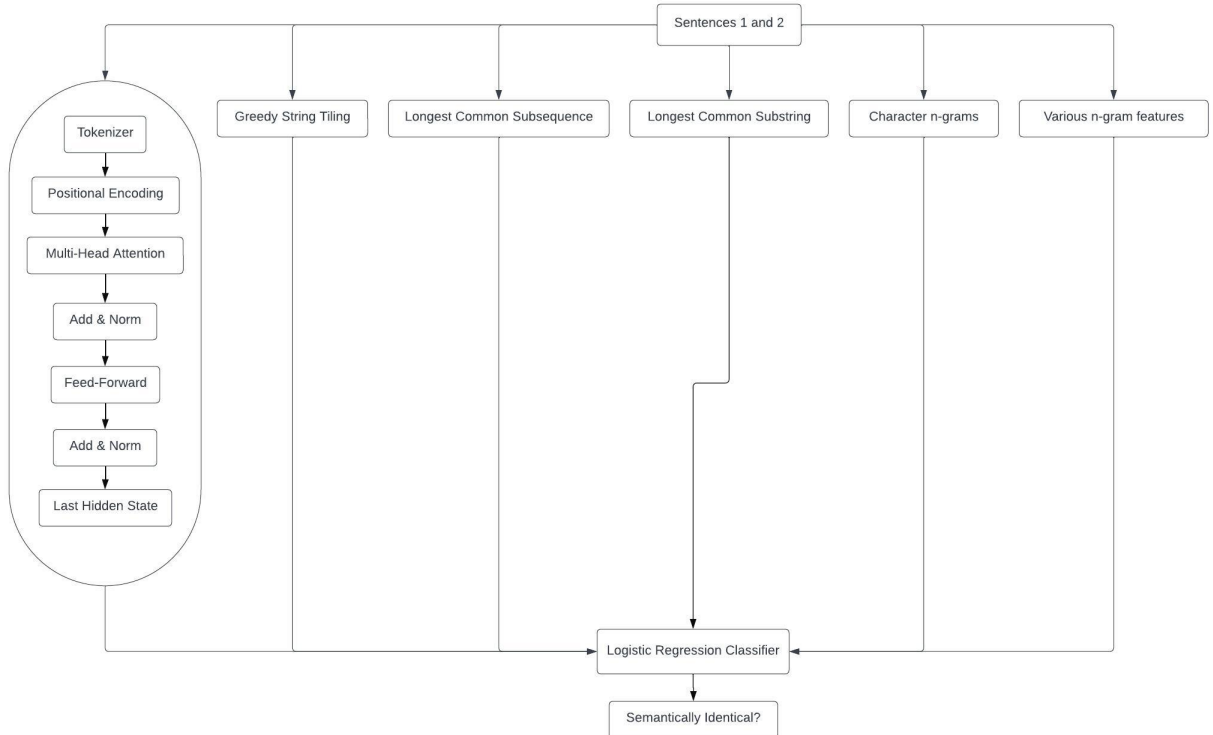 Sentences 1 and 2
Greedy String Tiling
Longest Common Subsequence
Longest Common Substring
Character n-grams
Various n-gram features
Tokenizer
Positional Encoding
Multi-Head Attention
Add & Norm
Feed-Forward
Add & Norm
Last Hidden State
Logistic Regression Classifier
Semantically Identical?